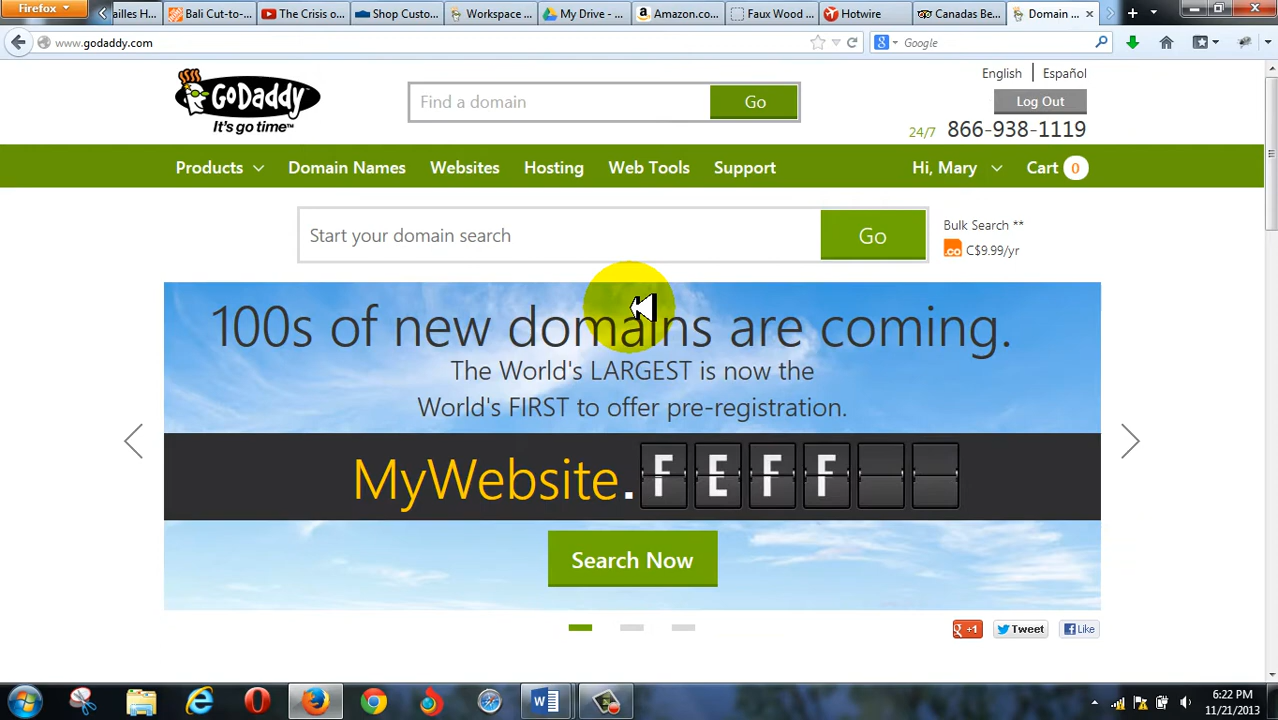 Firefox
ailles H...
Bali Cut-to-...
The Crisis o...
Shop Custo...
Workspace ...
My Drive - ...
Amazon.co...
Faux Wood ...
Hotwire
Canadas Be...
Domain ...
www.godaddy.com
Google
GoDaddy
It's go time™
Find a domain
Go
English
Español
Log Out
24/7 866-938-1119
Products
Domain Names
Websites
Hosting
Web Tools
Support
Hi, Mary
Cart 0
Start your domain search
Go
Bulk Search **
.co C$9.99/yr
100s of new domains are coming.
The World's LARGEST is now the
World's FIRST to offer pre-registration.
MyWebsite.FEFF
Search Now
g +1
Tweet
Like
6:22 PM
11/21/2013